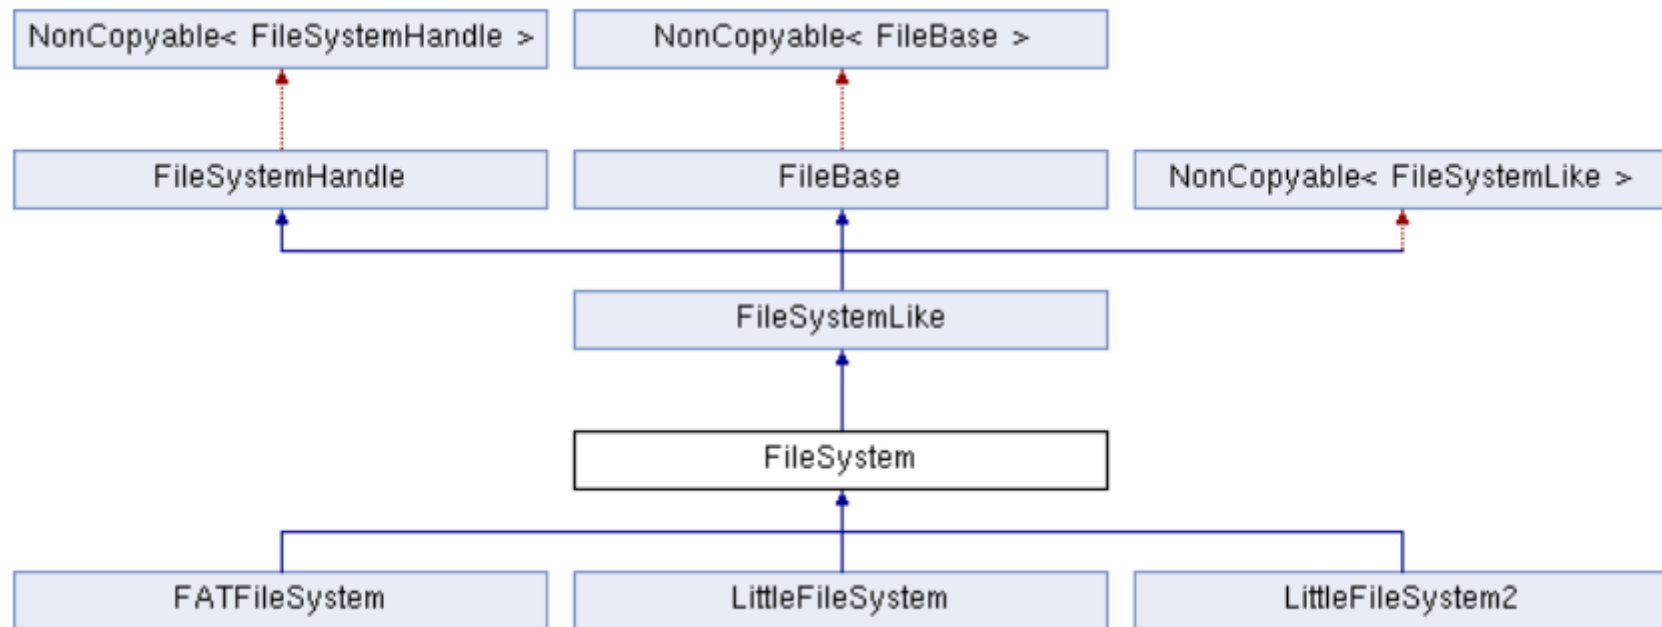 NonCopyable< FileSystemHandle >
NonCopyable< FileBase >
FileSystemHandle
FileBase
NonCopyable< FileSystemLike >
FileSystemLike
FileSystem
FATFileSystem
LittleFileSystem
LittleFileSystem2